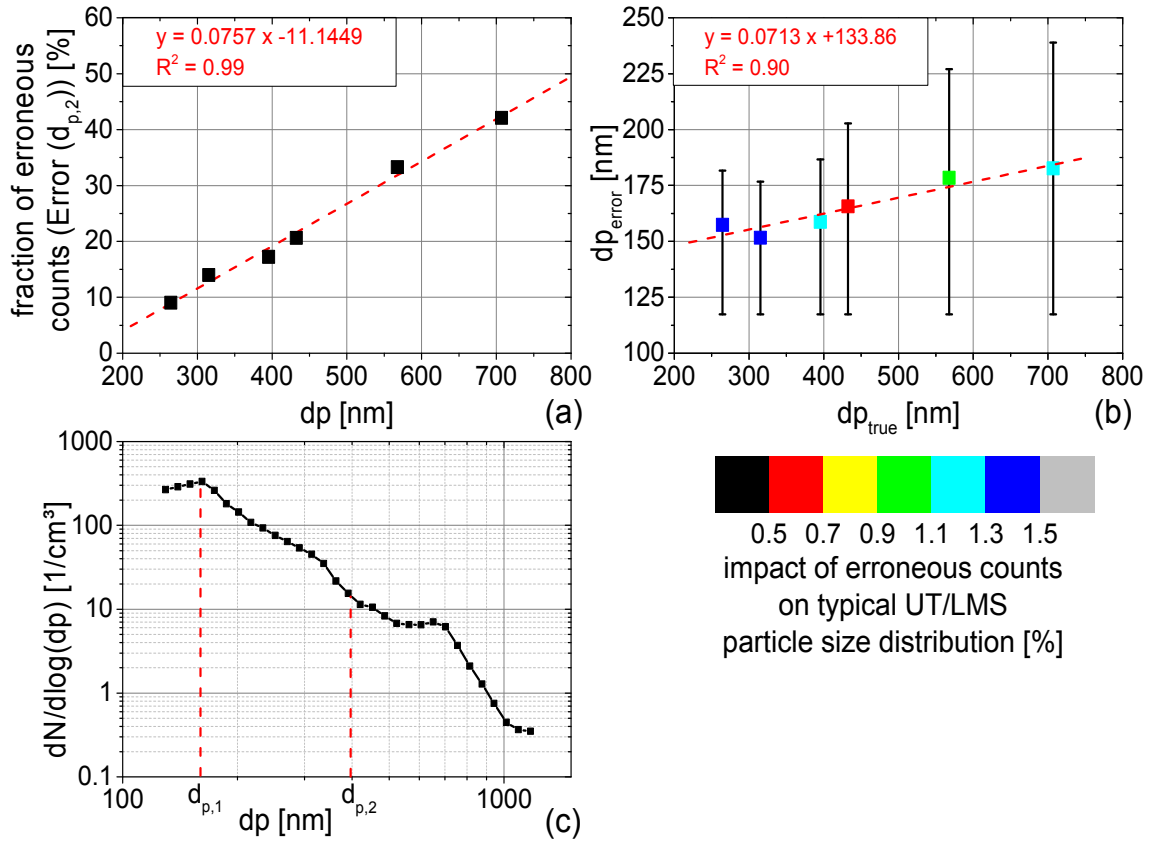 y = 0.0757 x -11.1449
R² = 0.99
fraction of erroneous
counts (Error (dₚ,₂)) [%]
60
50
40
30
20
10
0
200 300 400 500 600 700 800
dp [nm]
(a)
y = 0.0713 x +133.86
R² = 0.90
dp_error [nm]
250
225
200
175
150
125
100
200 300 400 500 600 700 800
dp_true [nm]
(b)
dN/dlog(dp) [1/cm³]
1000
100
10
1
0.1
100 1000
dₚ,₁ dₚ,₂
dp [nm]
(c)
0.5 0.7 0.9 1.1 1.3 1.5
impact of erroneous counts
on typical UT/LMS
particle size distribution [%]